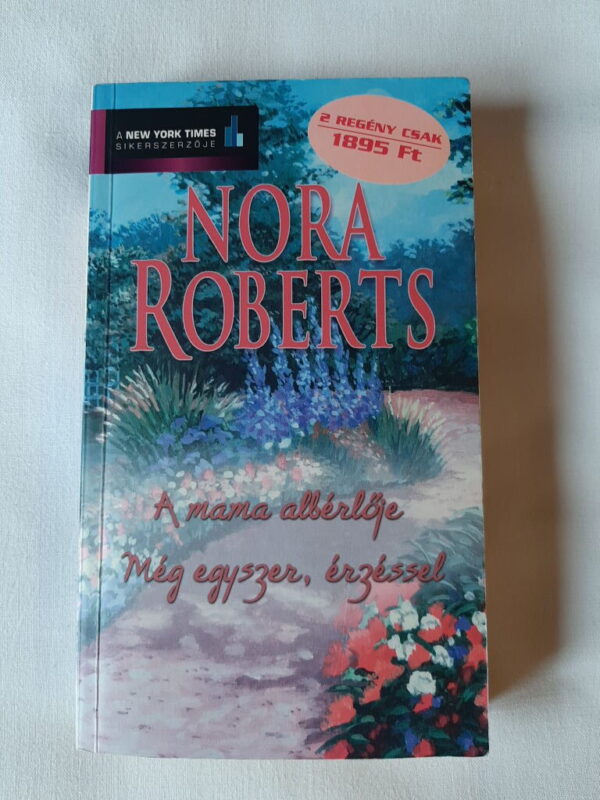 A NEW YORK TIMES
SIKERSZERZŐJE
2 REGÉNY CSAK
1895 Ft
NORA
ROBERTS
A mama albérlője
Még egyszer, érzéssel